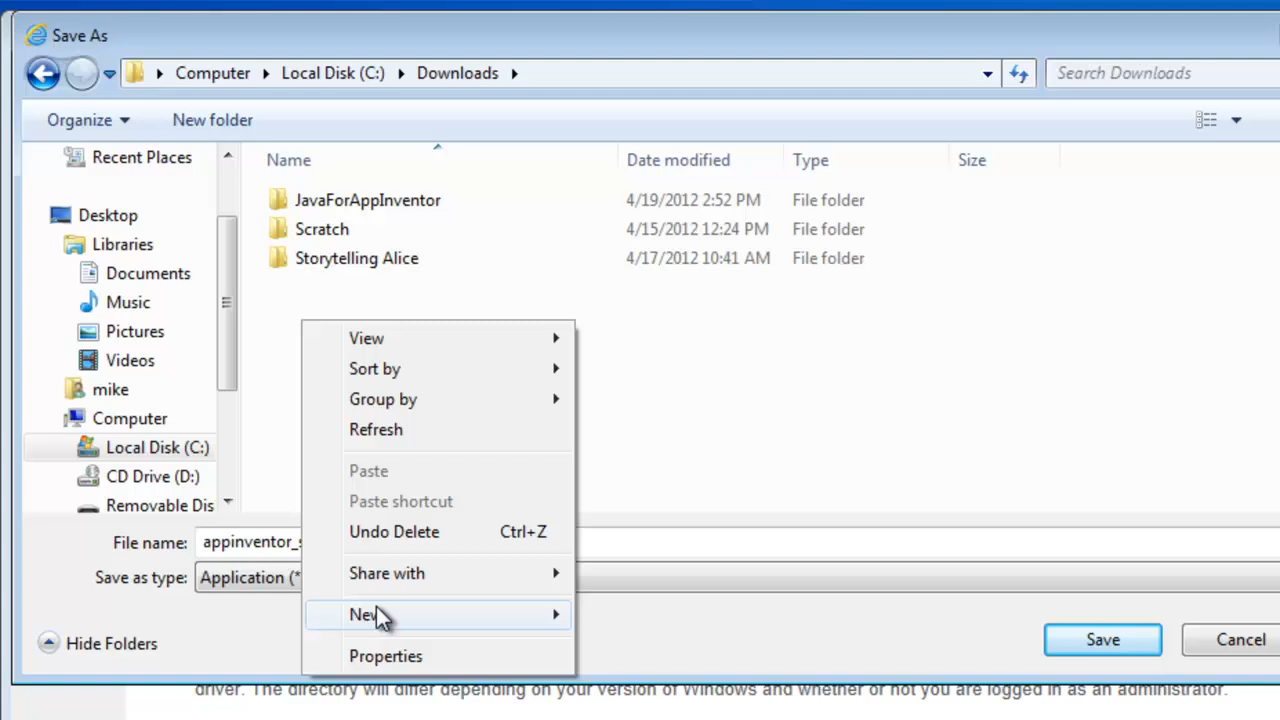 Save As
Computer Local Disk (C:) Downloads
Search Downloads
Organize New folder
Name Date modified Type Size
JavaForAppInventor 4/19/2012 2:52 PM File folder
Scratch 4/15/2012 12:24 PM File folder
Storytelling Alice 4/17/2012 10:41 AM File folder
Recent Places
Desktop
Libraries
Documents
Music
Pictures
Videos
mike
Computer
Local Disk (C:)
CD Drive (D:)
Removable Dis
View
Sort by
Group by
Refresh
Paste
Paste shortcut
Undo Delete Ctrl+Z
Share with
New
Properties
File name: appinventor_s
Save as type: Application (*
Hide Folders
Save Cancel
driver. The directory will differ depending on your version of Windows and whether or not you are logged in as an administrator.